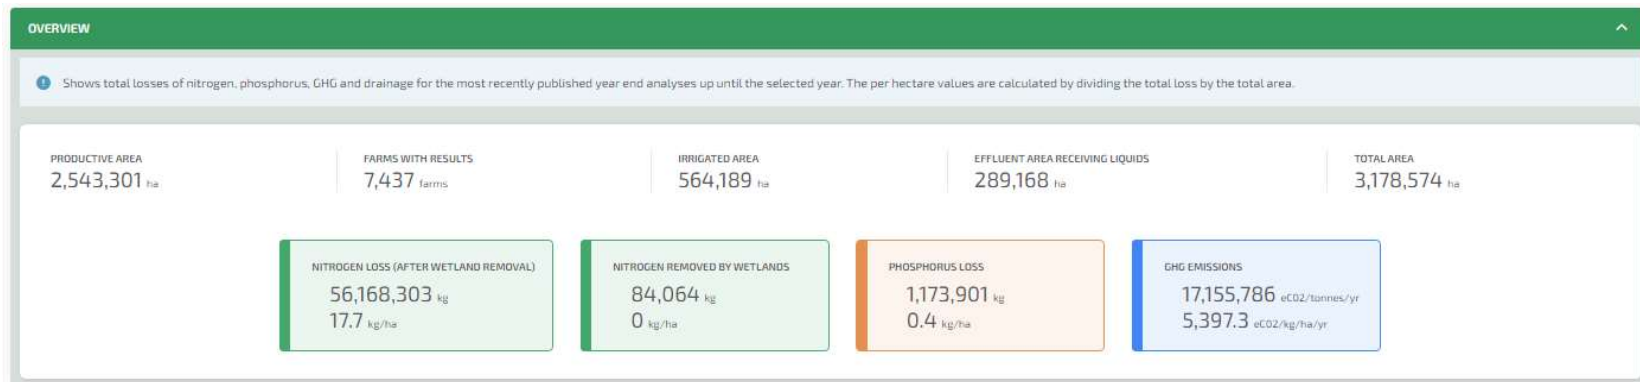 OVERVIEW
Shows total losses of nitrogen, phosphorus, GHG and drainage for the most recently published year end analyses up until the selected year. The per hectare values are calculated by dividing the total loss by the total area.
PRODUCTIVE AREA
2,543,301 ha
FARMS WITH RESULTS
7,437 farms
IRRIGATED AREA
564,189 ha
EFFLUENT AREA RECEIVING LIQUIDS
289,168 ha
TOTAL AREA
3,178,574 ha
NITROGEN LOSS (AFTER WETLAND REMOVAL)
56,168,303 kg
17.7 kg/ha
NITROGEN REMOVED BY WETLANDS
84,064 kg
0 kg/ha
PHOSPHORUS LOSS
1,173,901 kg
0.4 kg/ha
GHG EMISSIONS
17,155,786 eCO2/tonnes/yr
5,397.3 eCO2/kg/ha/yr